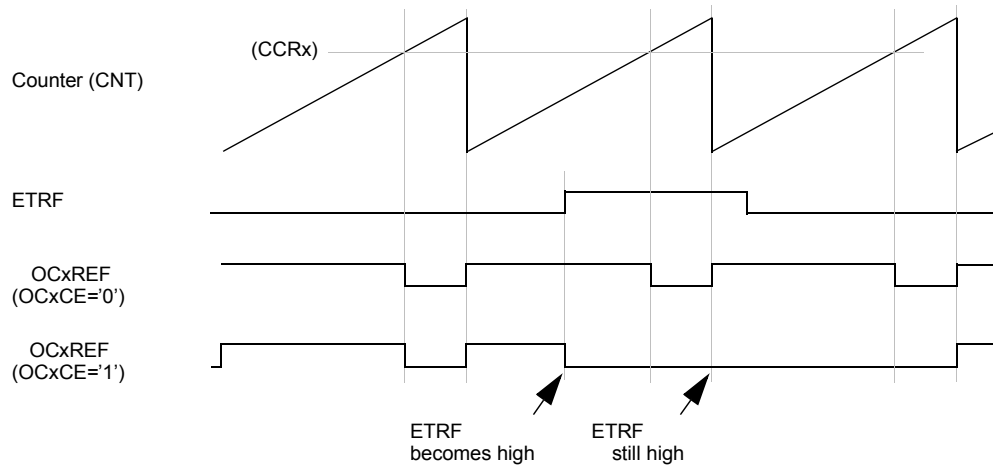 (CCRx)
Counter (CNT)
ETRF
OCxREF
(OCxCE='0')
OCxREF
(OCxCE='1')
ETRF
becomes high
ETRF
still high